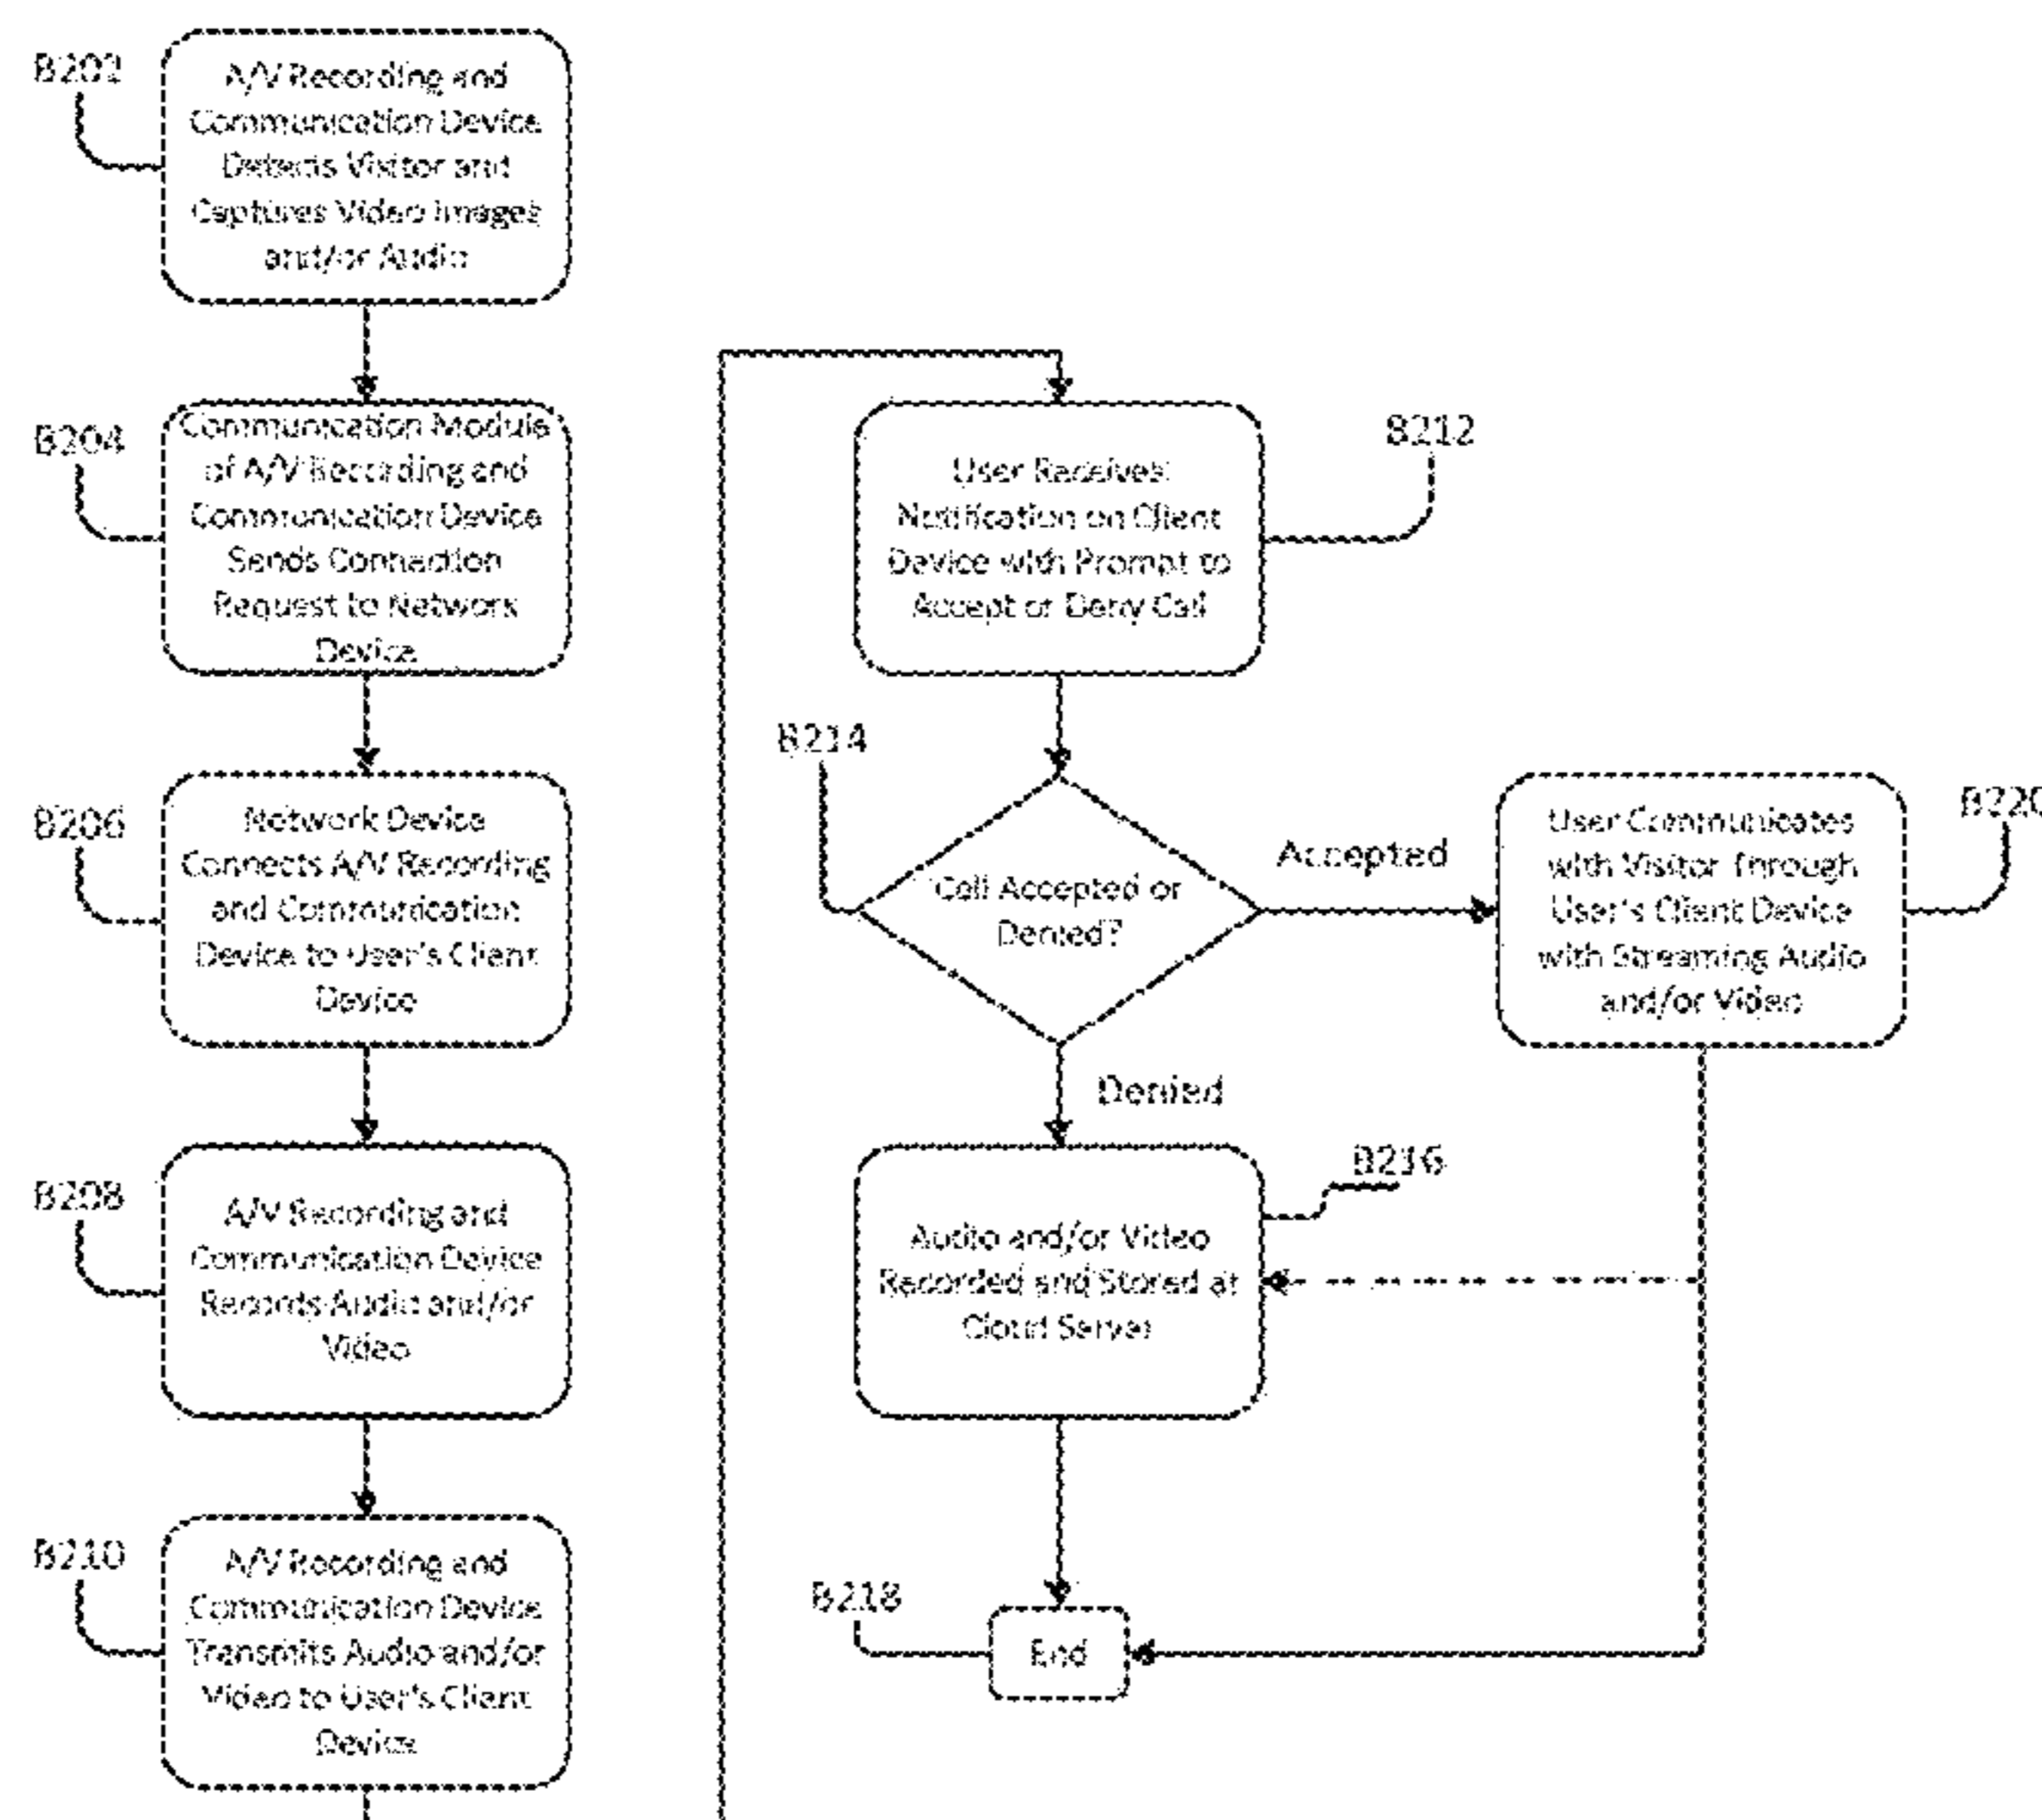 B202
A/V Recording and
Communication Device
Detects Visitor and
Captures Video Images
and/or Audio
B204
Communication Module
of A/V Recording and
Communication Device
Sends Connection
Request to Network
Device
B206
Network Device
Connects A/V Recording
and Communication
Device to User's Client
Device
B208
A/V Recording and
Communication Device
Records Audio and/or
Video
B210
A/V Recording and
Communication Device
Transmits Audio and/or
Video to User's Client
Device
B212
User Receives
Notification on Client
Device with Prompt to
Accept or Deny Call
B214
Call Accepted or
Denied?
Accepted
B220
User Communicates
with Visitor Through
User's Client Device
with Streaming Audio
and/or Video
Denied
B216
Audio and/or Video
Recorded and Stored at
Cloud Server
B218
End